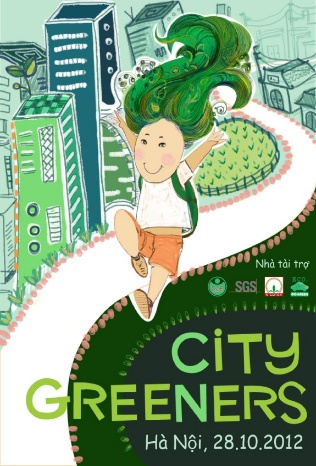 Nhà tài trợ
SGS
CiTY
GREENERS
Hà Nội, 28.10.2012